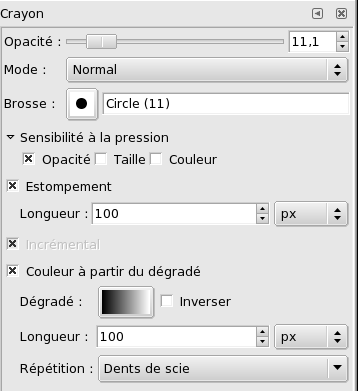 Crayon
Opacité : 11,1
Mode : Normal
Brosse : Circle (11)
Sensibilité à la pression
Opacité Taille Couleur
Estompement
Longueur : 100 px
Incrémental
Couleur à partir du dégradé
Dégradé : Inverser
Longueur : 100 px
Répétition : Dents de scie